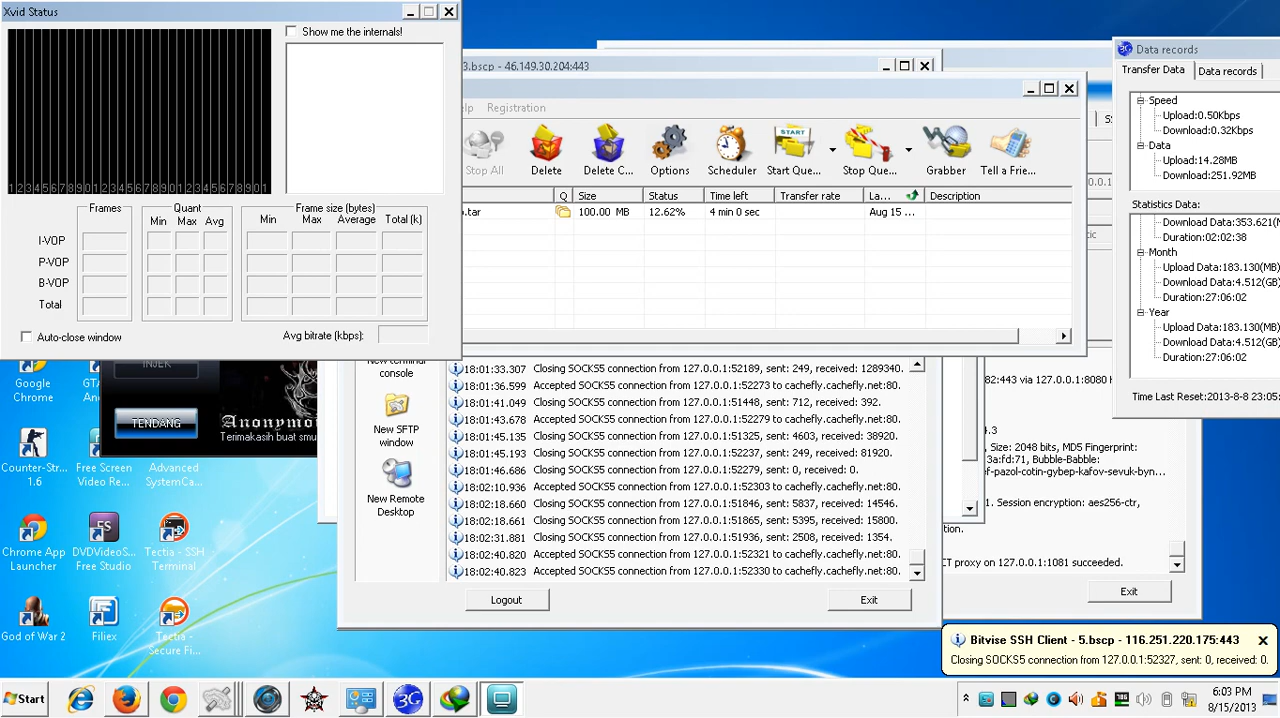 Xvid Status
Show me the internals!
1 2 3 4 5 6 7 8 9 0 1 2 3 4 5 6 7 8 9 0 1 2 3 4 5 6 7 8 9 0 1
Frames
Quant
Min Max Avg
Frame size (bytes)
Min Max Average Total (k)
I-VOP
P-VOP
B-VOP
Total
Avg bitrate (kbps):
Auto-close window
3.bscp - 46.149.30.204:443
elp Registration
Stop All
Delete
Delete C...
Options
Scheduler
START
Start Que...
Stop Que...
Grabber
Tell a Frie...
Q Size Status Time left Transfer rate La... Description
.tar 100.00 MB 12.62% 4 min 0 sec Aug 15 ...
Data records
Transfer Data Data records
Speed
Upload:0.50Kbps
Download:0.32Kbps
Data
Upload:14.28MB
Download:251.92MB
Statistics Data:
Download Data:353.621(M
Duration:02:02:38
Month
Upload Data:183.130(MB)
Download Data:4.512(GB)
Duration:27:06:02
Year
Upload Data:183.130(MB)
Download Data:4.512(GB)
Duration:27:06:02
Time Last Reset:2013-8-8 23:05:
New terminal
console
New SFTP
window
New Remote
Desktop
18:01:33.307 Closing SOCKS5 connection from 127.0.0.1:52189, sent: 249, received: 1289340.
18:01:36.599 Accepted SOCKS5 connection from 127.0.0.1:52273 to cachefly.cachefly.net:80.
18:01:41.049 Closing SOCKS5 connection from 127.0.0.1:51448, sent: 712, received: 392.
18:01:43.678 Accepted SOCKS5 connection from 127.0.0.1:52279 to cachefly.cachefly.net:80.
18:01:45.135 Closing SOCKS5 connection from 127.0.0.1:51325, sent: 4603, received: 38920.
18:01:45.193 Closing SOCKS5 connection from 127.0.0.1:52237, sent: 249, received: 81920.
18:01:46.686 Closing SOCKS5 connection from 127.0.0.1:52279, sent: 0, received: 0.
18:02:10.936 Accepted SOCKS5 connection from 127.0.0.1:52303 to cachefly.cachefly.net:80.
18:02:18.660 Closing SOCKS5 connection from 127.0.0.1:51846, sent: 5837, received: 14546.
18:02:18.661 Closing SOCKS5 connection from 127.0.0.1:51865, sent: 5395, received: 15800.
18:02:31.881 Closing SOCKS5 connection from 127.0.0.1:51936, sent: 2508, received: 1354.
18:02:40.820 Accepted SOCKS5 connection from 127.0.0.1:52321 to cachefly.cachefly.net:80.
18:02:40.823 Accepted SOCKS5 connection from 127.0.0.1:52330 to cachefly.cachefly.net:80.
Logout
Exit
82:443 via 127.0.0.1:8080 H
4.3
, Size: 2048 bits, MD5 Fingerprint:
3a:fd:71, Bubble-Babble:
ef-pazol-cotin-gybep-kafov-sevuk-byn...
1. Session encryption: aes256-ctr,
tion.
CT proxy on 127.0.0.1:1081 succeeded.
Exit
INJEK
TENDANG
Anonymo
Terimakasih buat smu
Google
Chrome
Counter-Str...
1.6
Free Screen
Video Re...
Advanced
SystemCa...
Chrome App
Launcher
DVDVideoS...
Free Studio
Tectia - SSH
Terminal
God of War 2
Filiex
Tectia -
Secure Fi...
Bitvise SSH Client - 5.bscp - 116.251.220.175:443
Closing SOCKS5 connection from 127.0.0.1:52327, sent: 0, received: 0.
Start
3G
6:03 PM
8/15/2013